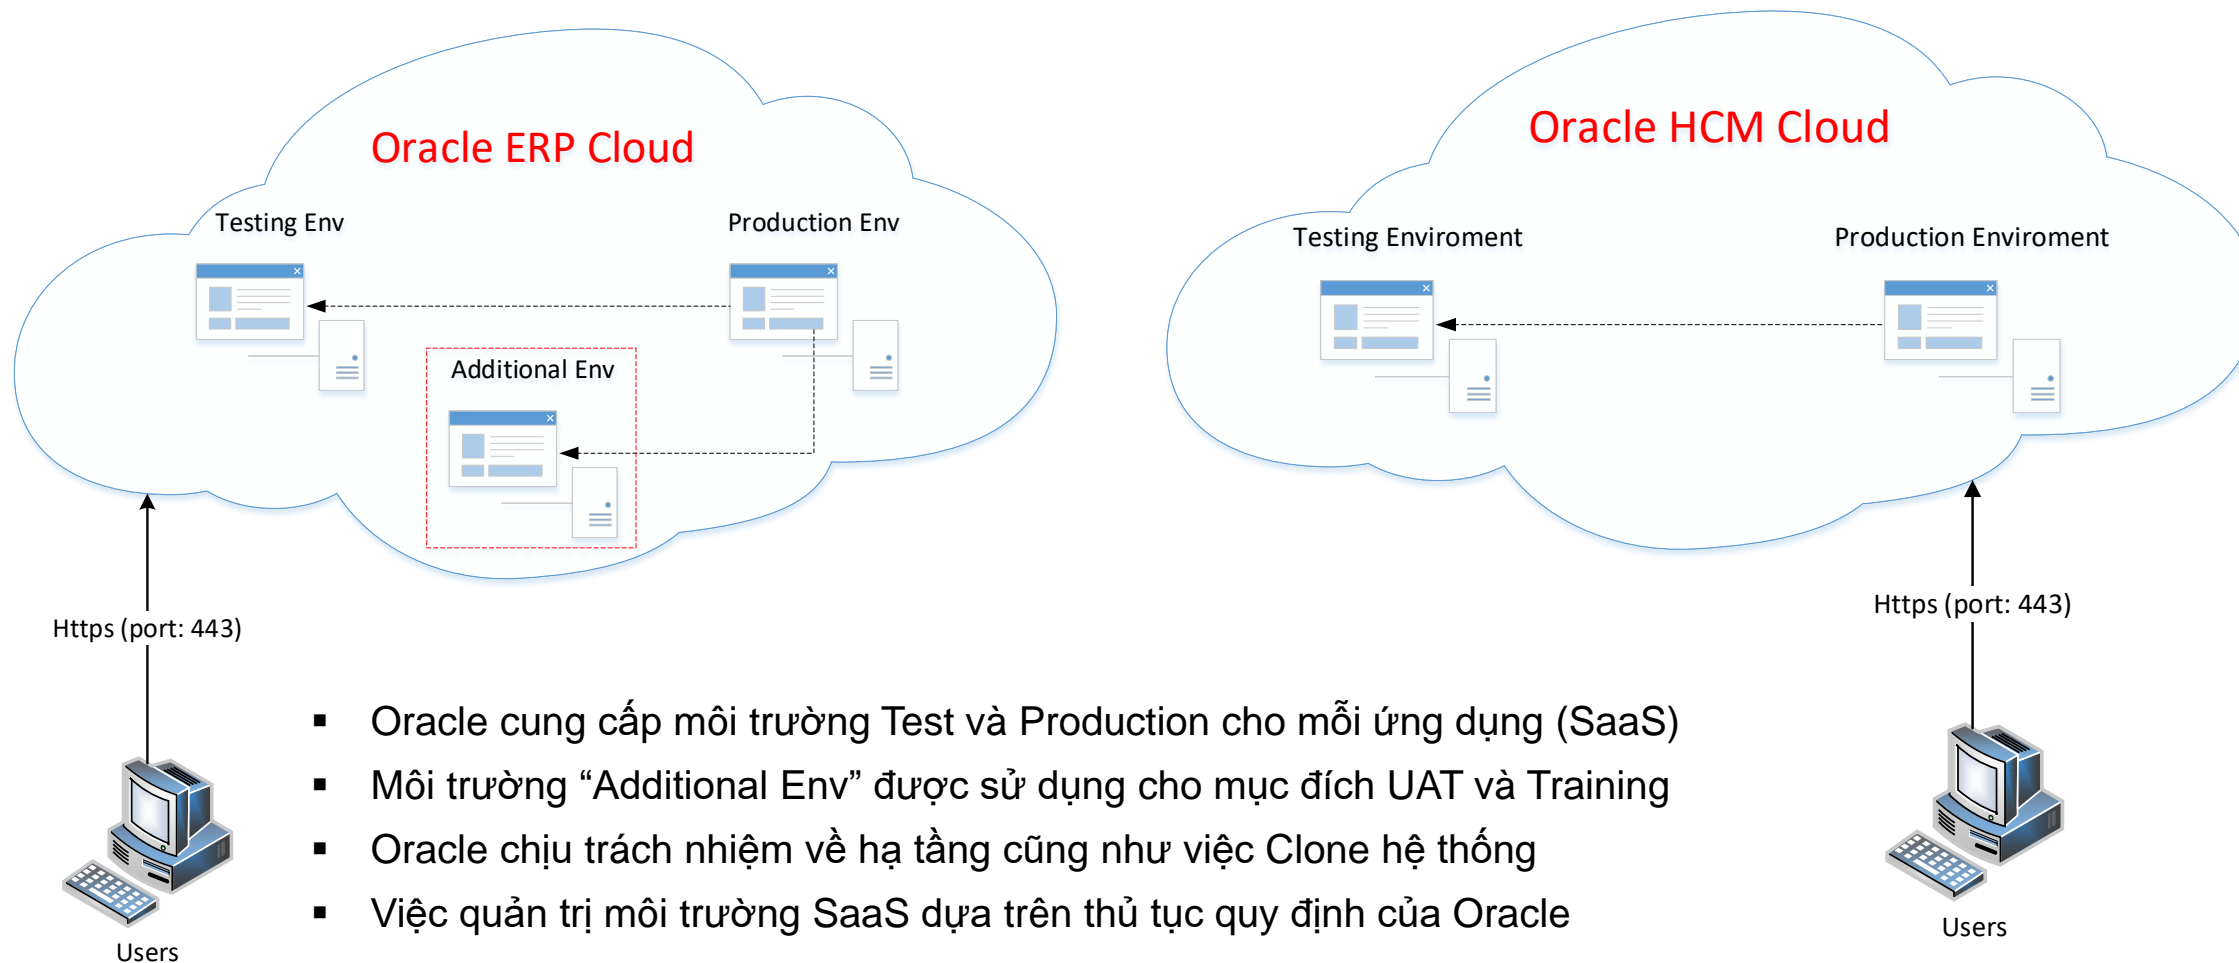 Oracle ERP Cloud
Testing Env
Production Env
Additional Env
Https (port: 443)
Users
Oracle HCM Cloud
Testing Enviroment
Production Enviroment
Https (port: 443)
Users
▪ Oracle cung cấp môi trường Test và Production cho mỗi ứng dụng (SaaS)
▪ Môi trường “Additional Env” được sử dụng cho mục đích UAT và Training
▪ Oracle chịu trách nhiệm về hạ tầng cũng như việc Clone hệ thống
▪ Việc quản trị môi trường SaaS dựa trên thủ tục quy định của Oracle